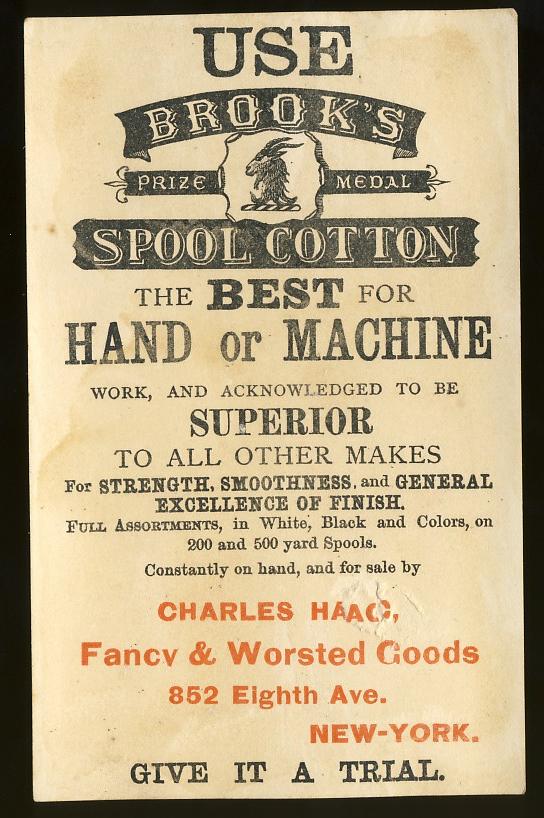 USE
BROOK'S
PRIZE MEDAL
SPOOL COTTON
THE BEST FOR
HAND or MACHINE
WORK, AND ACKNOWLEDGED TO BE
SUPERIOR
TO ALL OTHER MAKES
For STRENGTH, SMOOTHNESS, and GENERAL
EXCELLENCE OF FINISH.
FULL ASSORTMENTS, in White, Black and Colors, on
200 and 500 yard Spools.
Constantly on hand, and for sale by
CHARLES HAAG,
Fancy & Worsted Goods
852 Eighth Ave.
NEW-YORK.
GIVE IT A TRIAL.